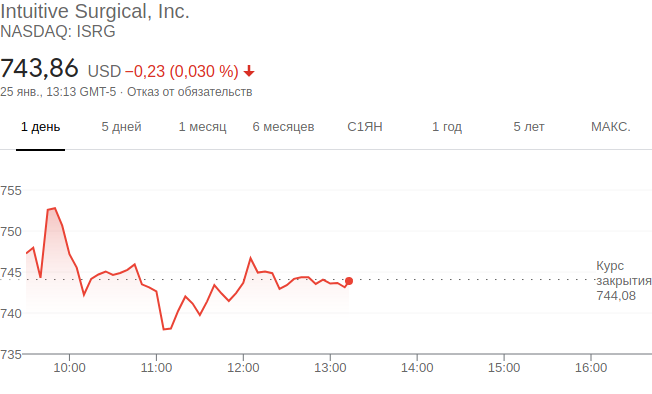 Intuitive Surgical, Inc.
NASDAQ: ISRG
743,86 USD −0,23 (0,030 %)
25 янв., 13:13 GMT-5 · Отказ от обязательств
1 день 5 дней 1 месяц 6 месяцев С1ЯН 1 год 5 лет МАКС.
755
750
745
740
735
Курс
закрытия
744,08
10:00 11:00 12:00 13:00 14:00 15:00 16:00